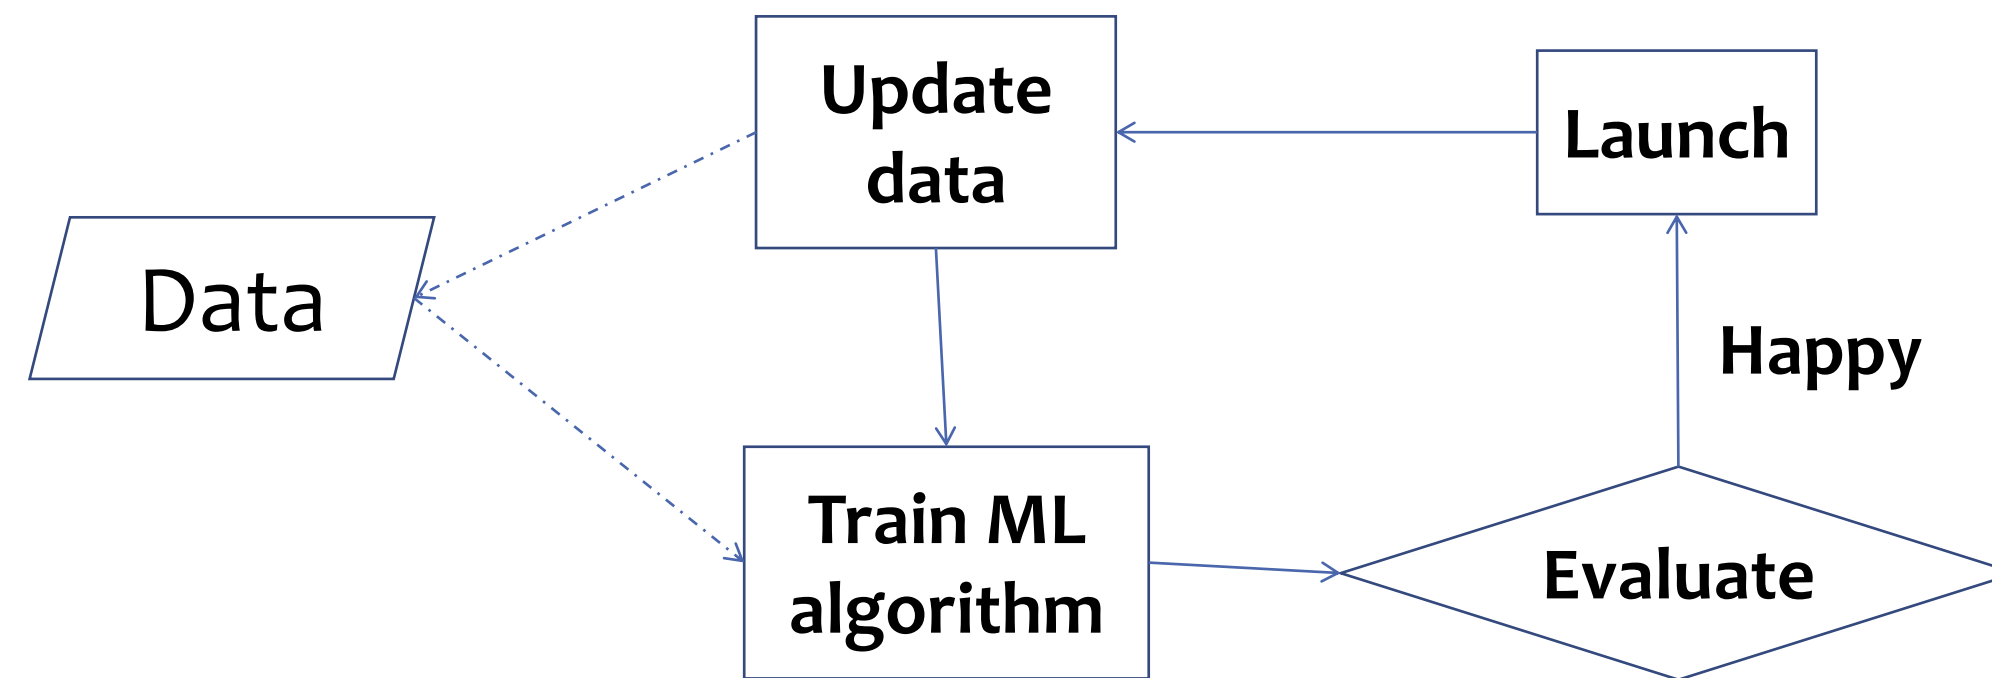 Update
data
Launch
Data
Happy
Train ML
algorithm
Evaluate